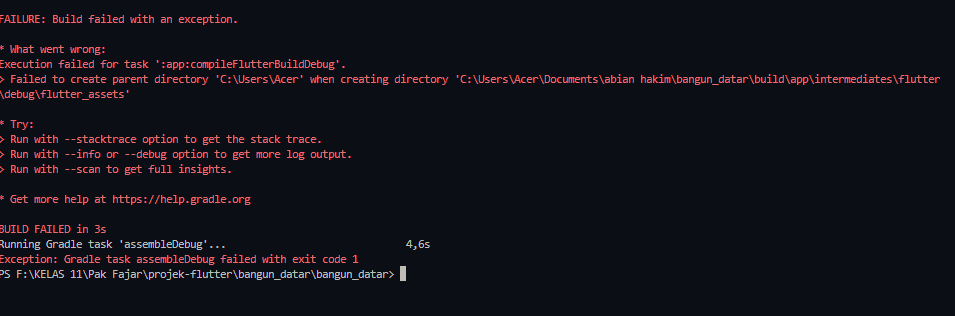 FAILURE: Build failed with an exception.
* What went wrong:
Execution failed for task ':app:compileFlutterBuildDebug'.
> Failed to create parent directory 'C:\Users\Acer' when creating directory 'C:\Users\Acer\Documents\abian hakim\bangun_datar\build\app\intermediates\flutter
\debug\flutter_assets'
* Try:
> Run with --stacktrace option to get the stack trace.
> Run with --info or --debug option to get more log output.
> Run with --scan to get full insights.
* Get more help at https://help.gradle.org
BUILD FAILED in 3s
Running Gradle task 'assembleDebug'... 4,6s
Exception: Gradle task assembleDebug failed with exit code 1
PS F:\KELAS 11\Pak Fajar\projek-flutter\bangun_datar\bangun_datar>